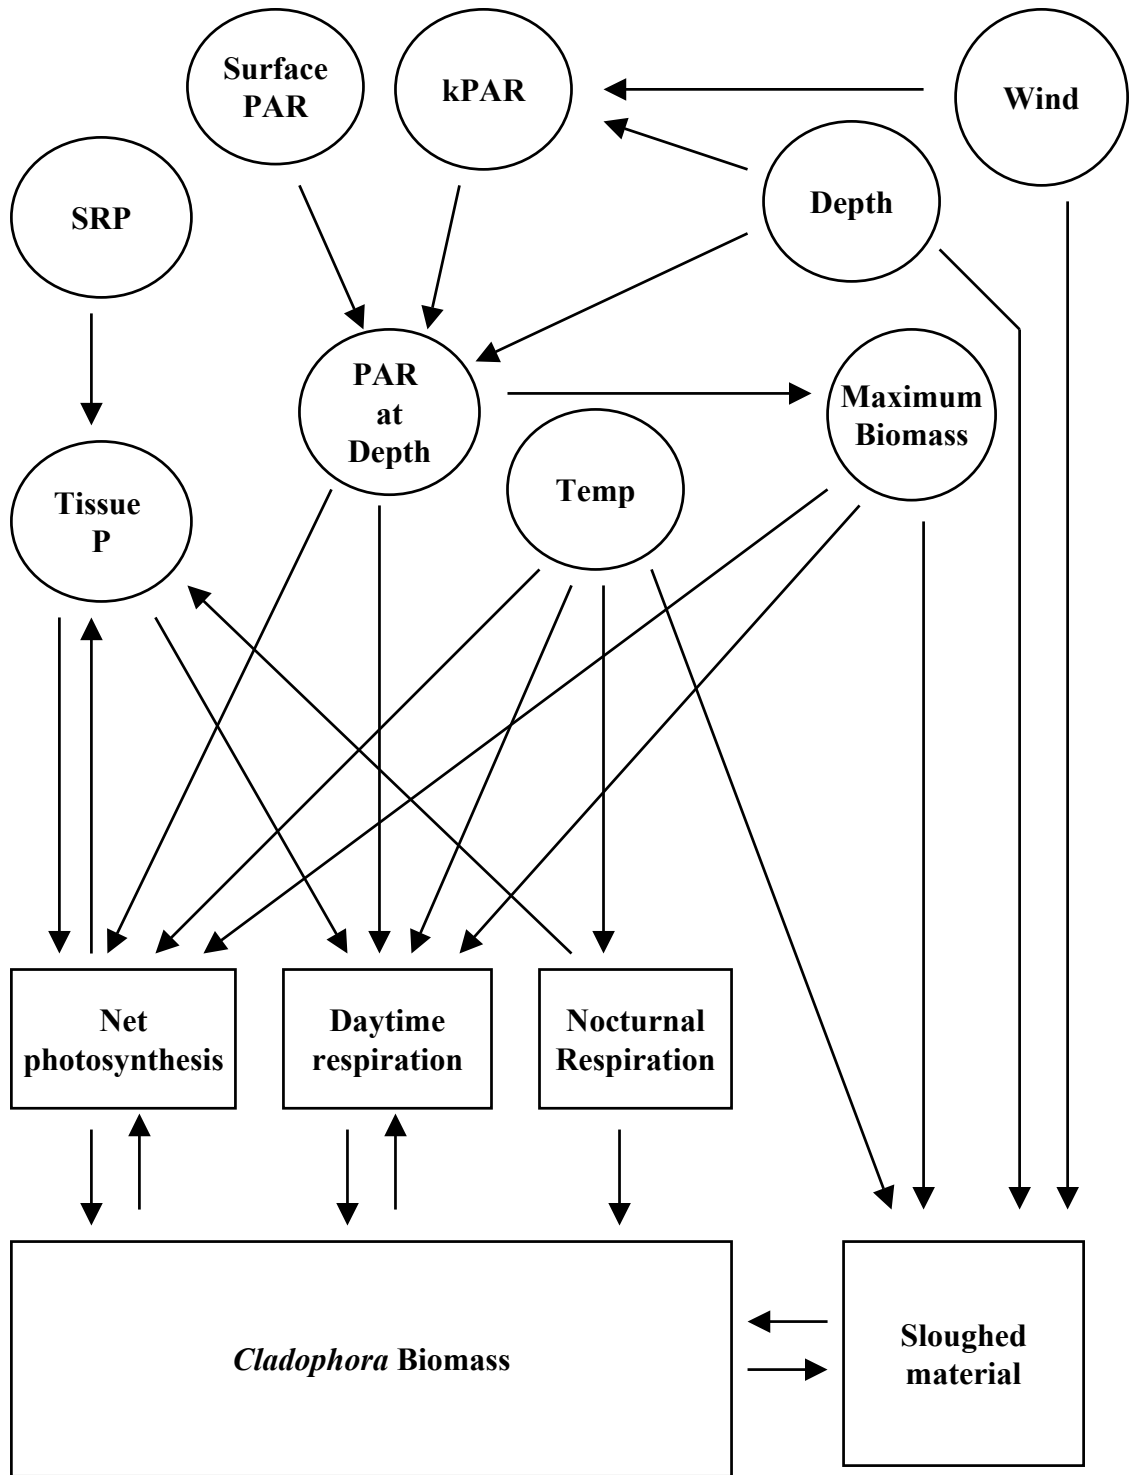 Surface
PAR
kPAR
Wind
SRP
Depth
PAR
at
Depth
Maximum
Biomass
Tissue
P
Temp
Net
photosynthesis
Daytime
respiration
Nocturnal
Respiration
Cladophora Biomass
Sloughed
material